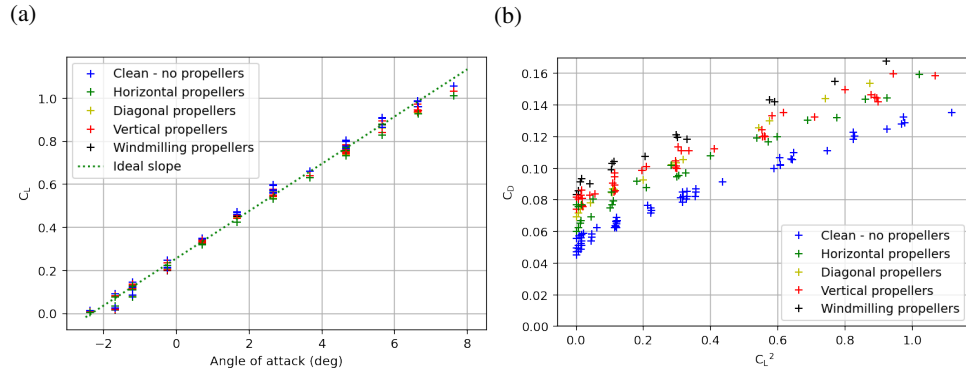 (a)
(b)
Clean - no propellers
Horizontal propellers
Diagonal propellers
Vertical propellers
Windmilling propellers
Ideal slope
1.0
0.8
0.6
0.4
0.2
0.0
C_L
−2 0 2 4 6 8
Angle of attack (deg)
0.16
0.14
0.12
0.10
0.08
0.06
0.04
0.02
0.00
C_D
Clean - no propellers
Horizontal propellers
Diagonal propellers
Vertical propellers
Windmilling propellers
0.0 0.2 0.4 0.6 0.8 1.0
C_L²